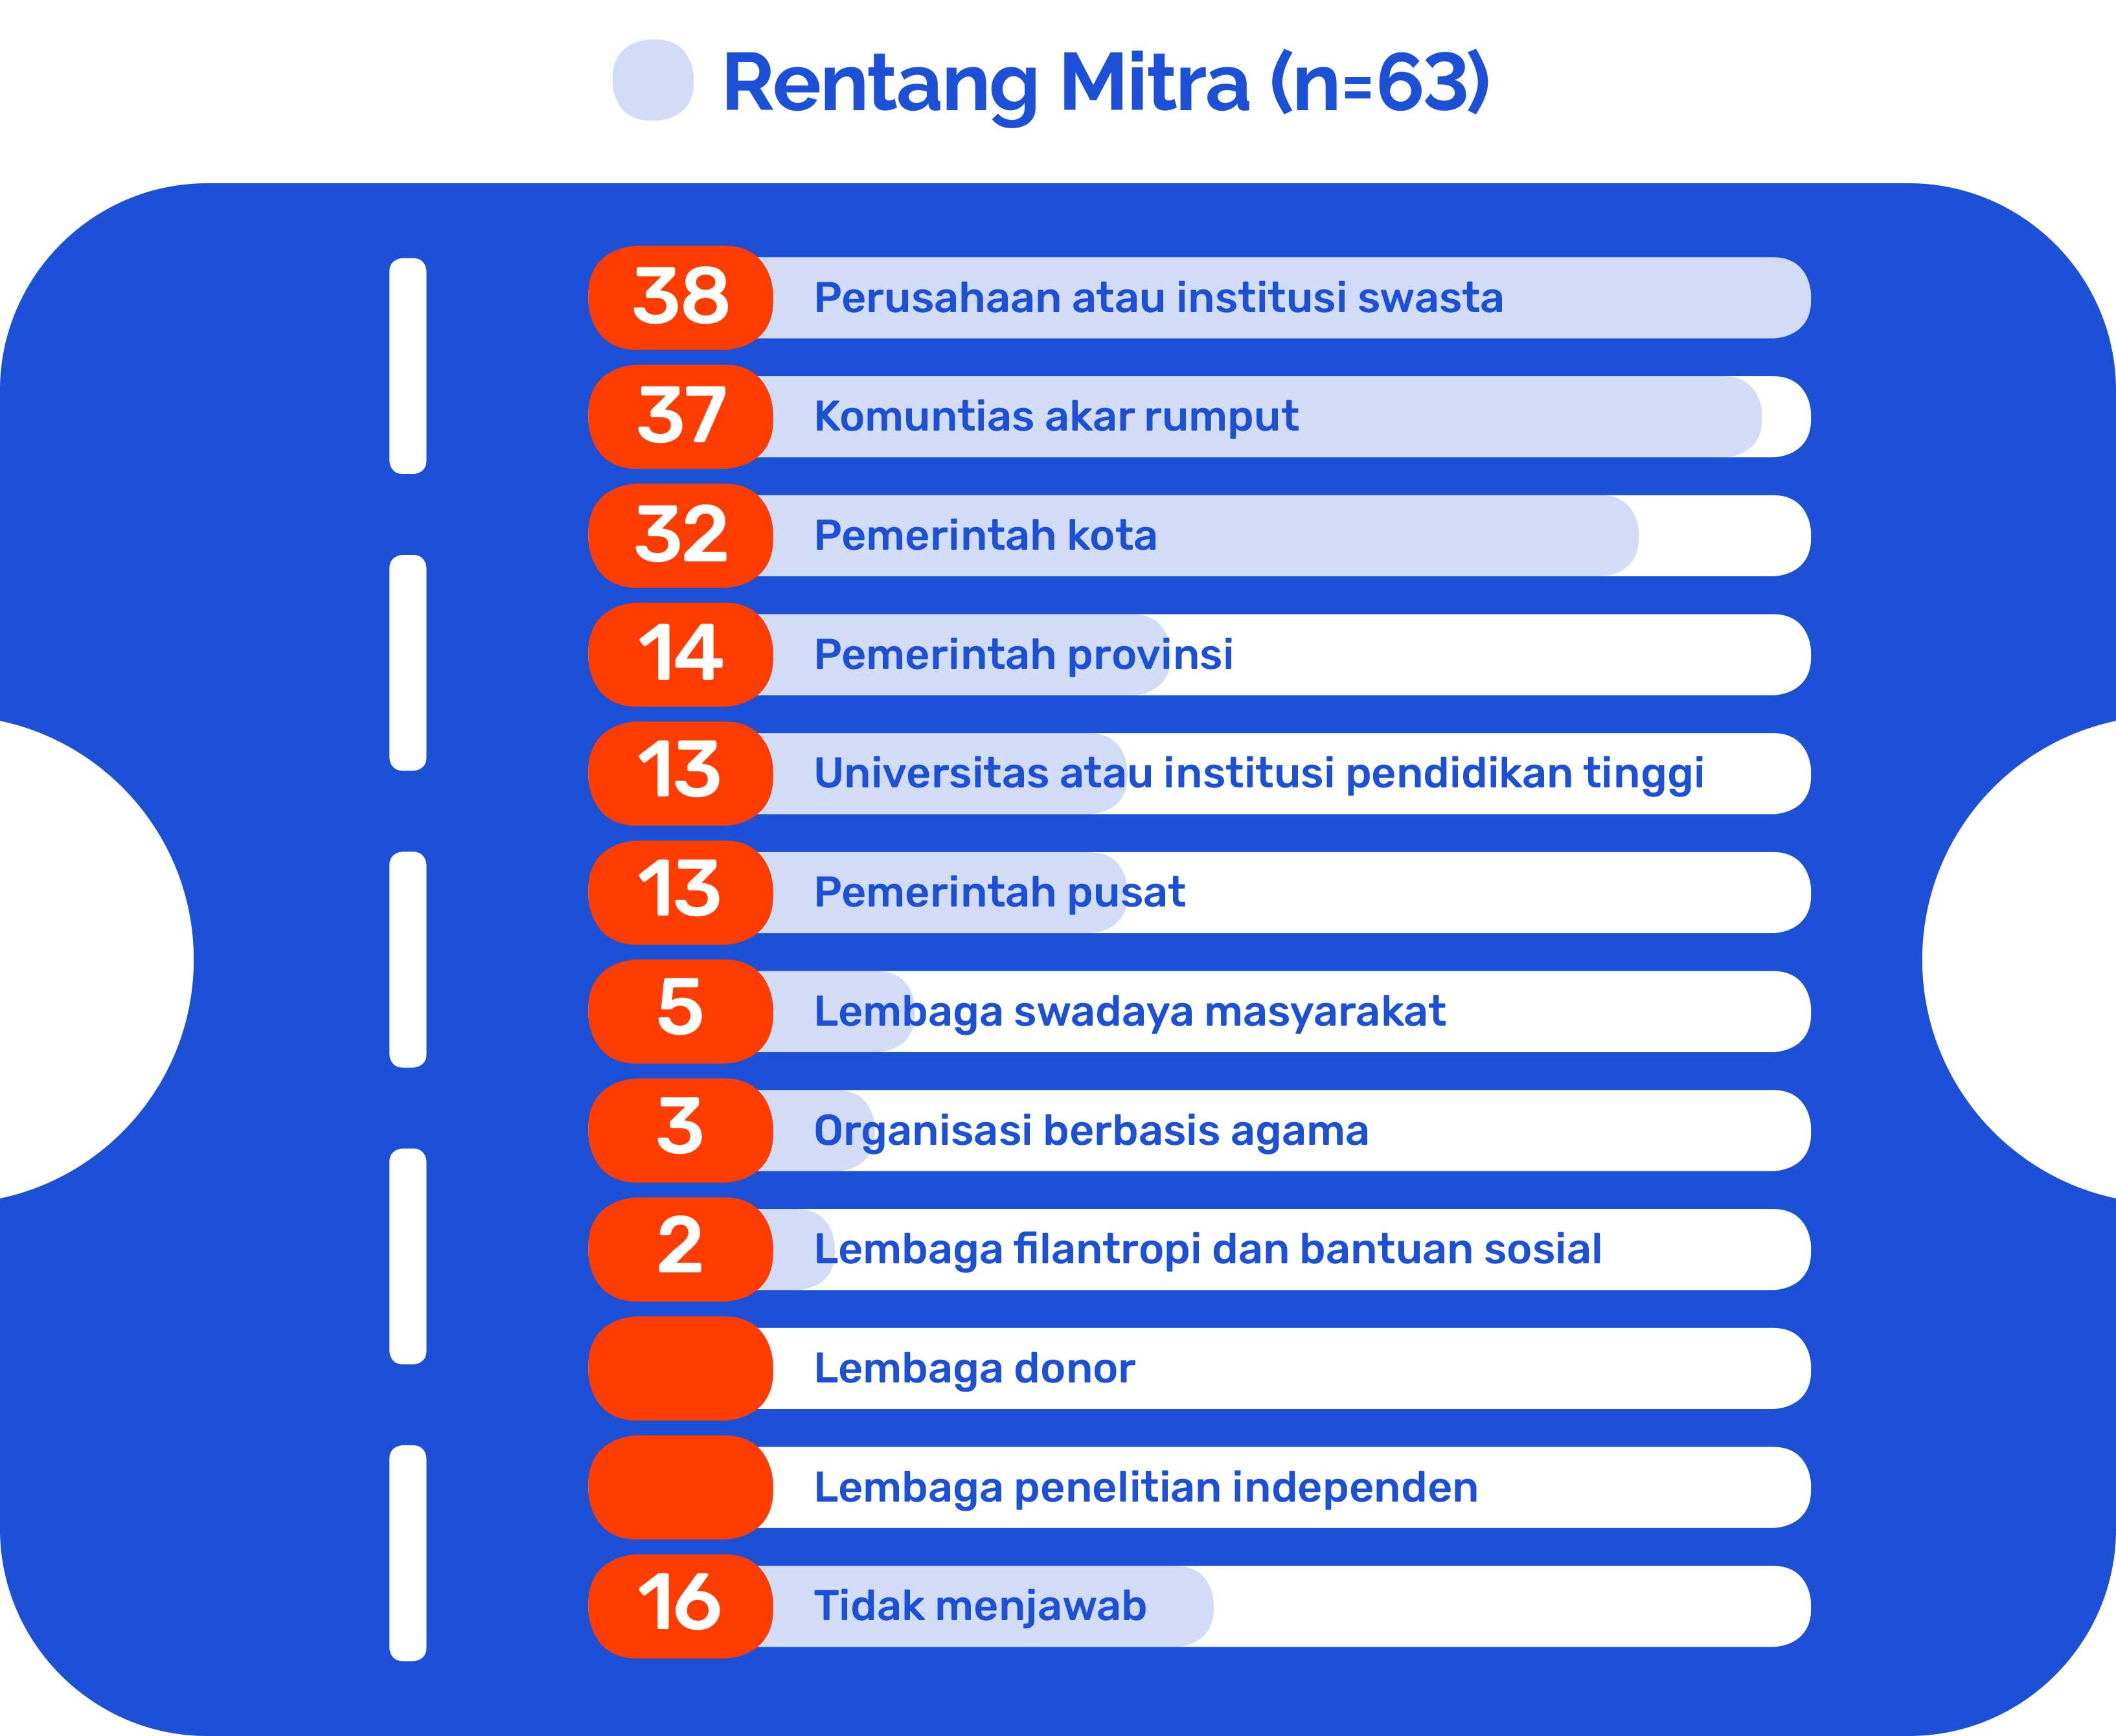 Rentang Mitra (n=63)
38 Perusahaan atau institusi swasta
37 Komuntias akar rumput
32 Pemerintah kota
14 Pemerintah provinsi
13 Universitas atau institusi pendidikan tinggi
13 Pemerintah pusat
5 Lembaga swadaya masyarakat
3 Organisasi berbasis agama
2 Lembaga filantropi dan bantuan sosial
Lembaga donor
Lembaga penelitian independen
16 Tidak menjawab